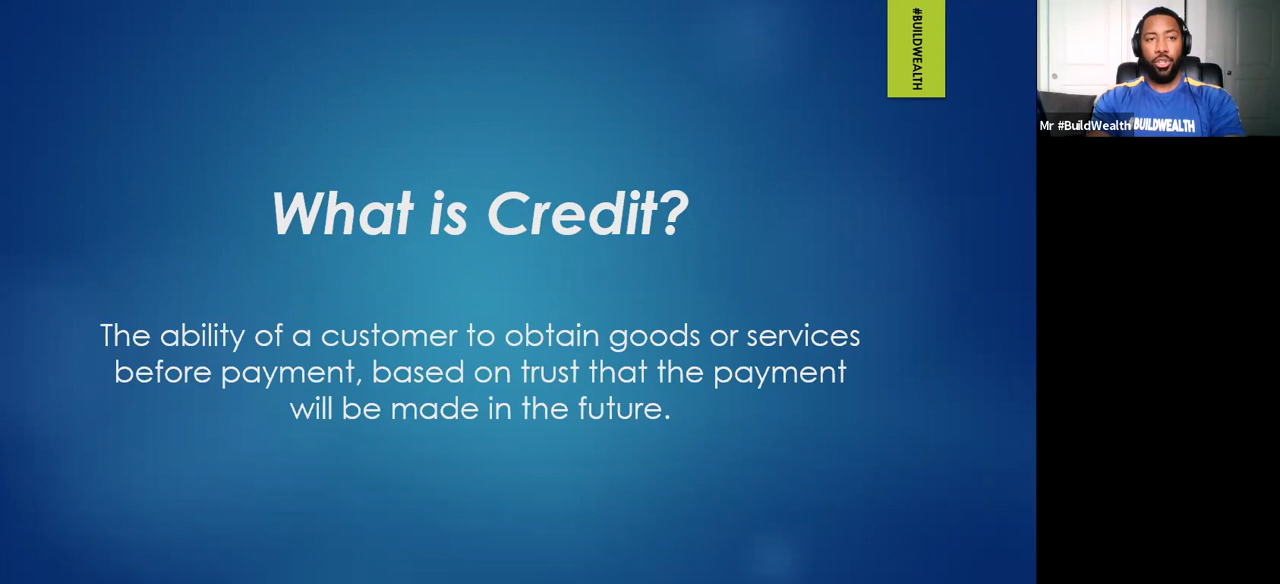 #BUILDWEALTH
What is Credit?
The ability of a customer to obtain goods or services
before payment, based on trust that the payment
will be made in the future.
Mr #BuildWealth
#BUILDWEALTH